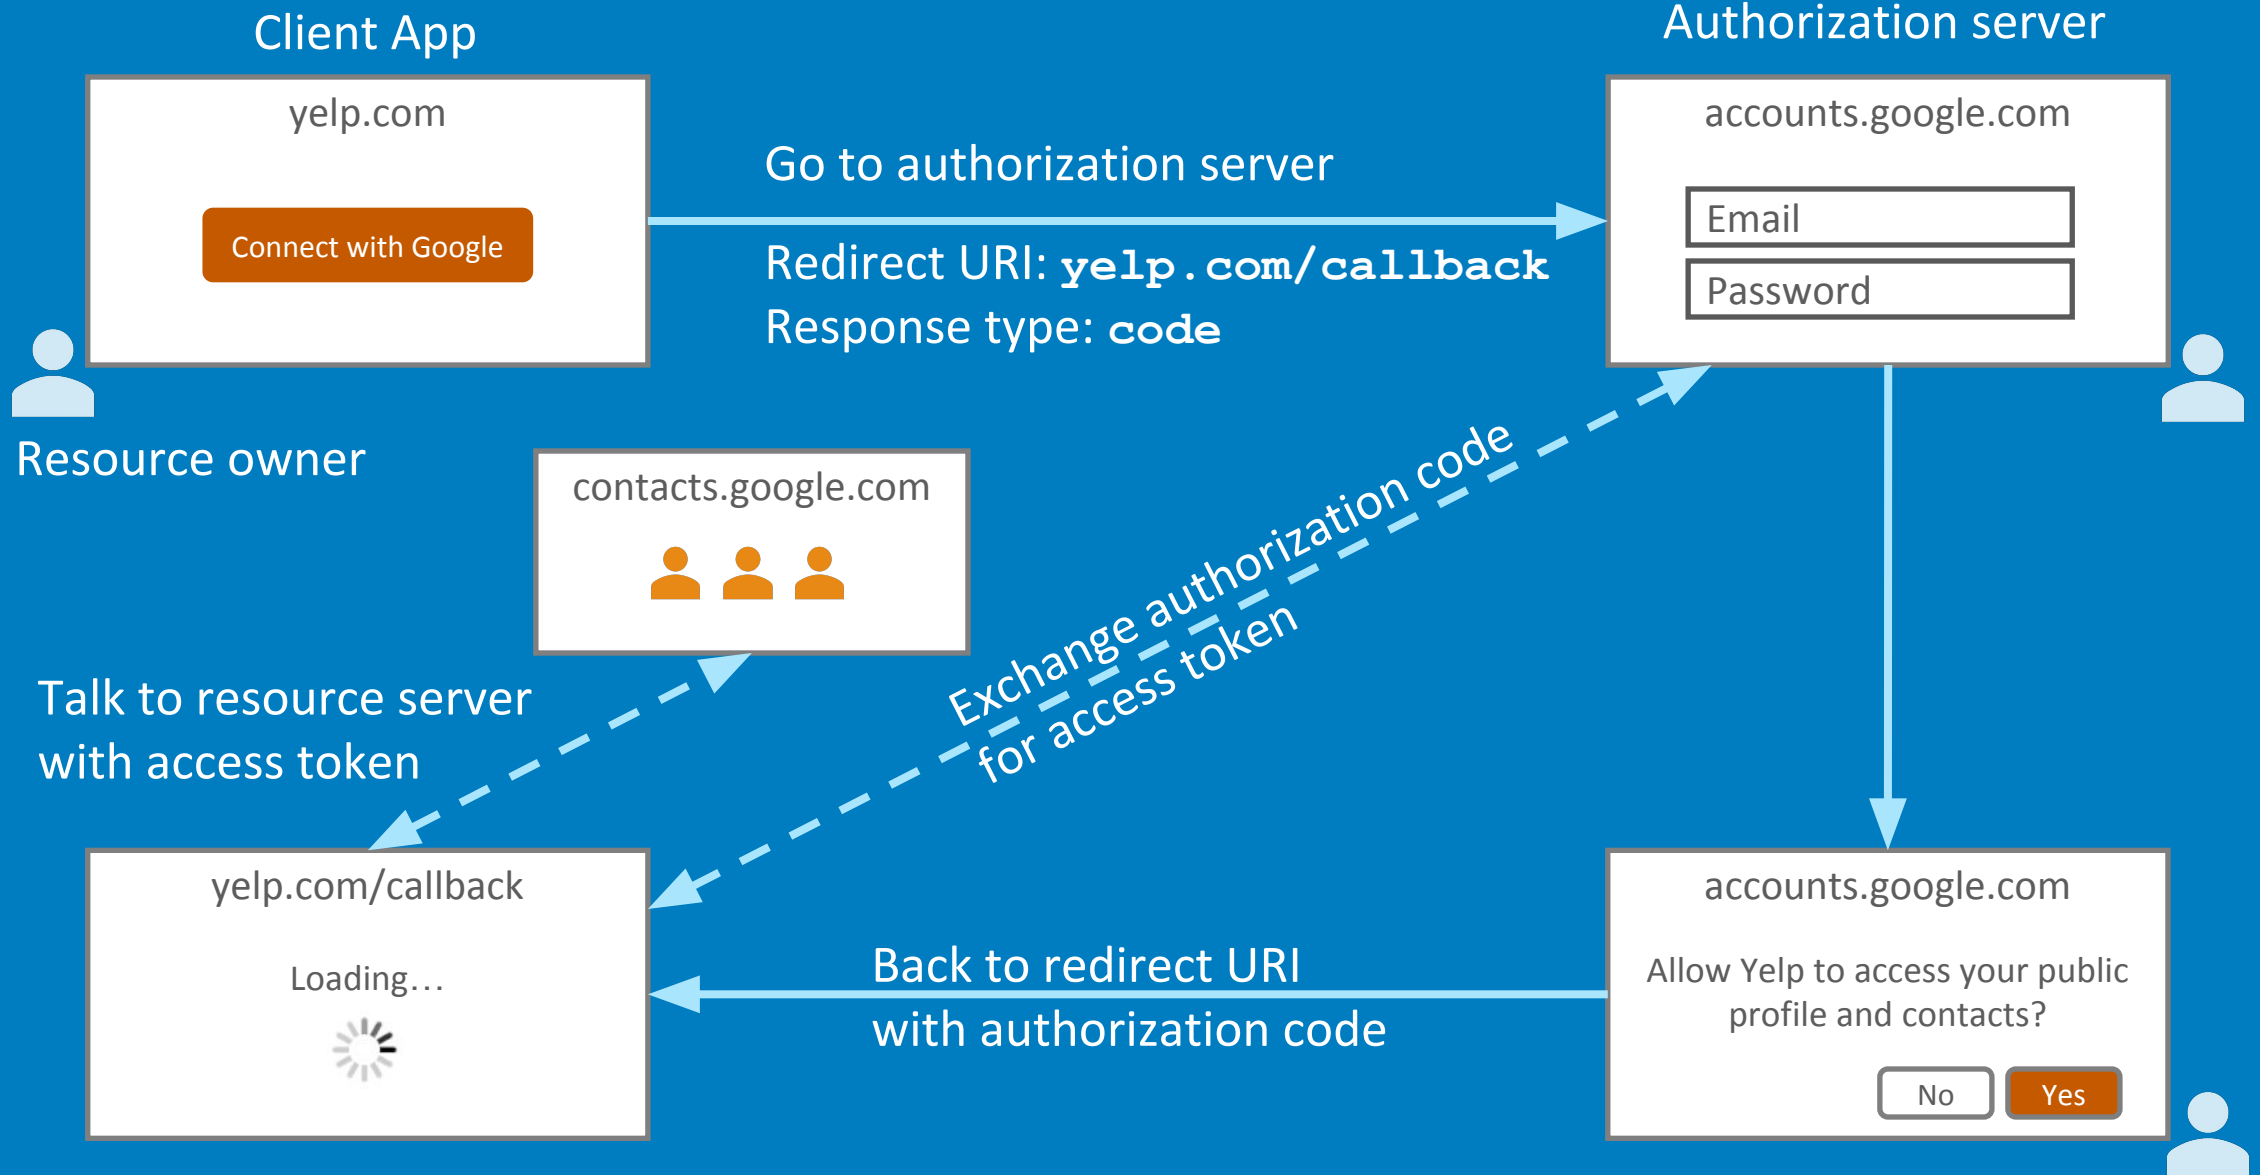 Client App
Authorization server
yelp.com
Connect with Google
Go to authorization server
Redirect URI: yelp.com/callback
Response type: code
accounts.google.com
Email
Password
Resource owner
contacts.google.com
Exchange authorization code
for access token
Talk to resource server
with access token
yelp.com/callback
Loading…
Back to redirect URI
with authorization code
accounts.google.com
Allow Yelp to access your public
profile and contacts?
No
Yes